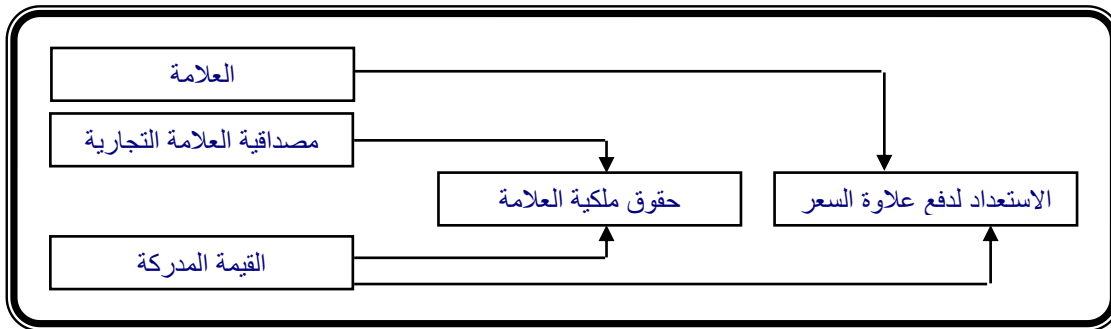 العلامة
مصداقية العلامة التجارية
حقوق ملكية العلامة
الاستعداد لدفع علاوة السعر
القيمة المدركة